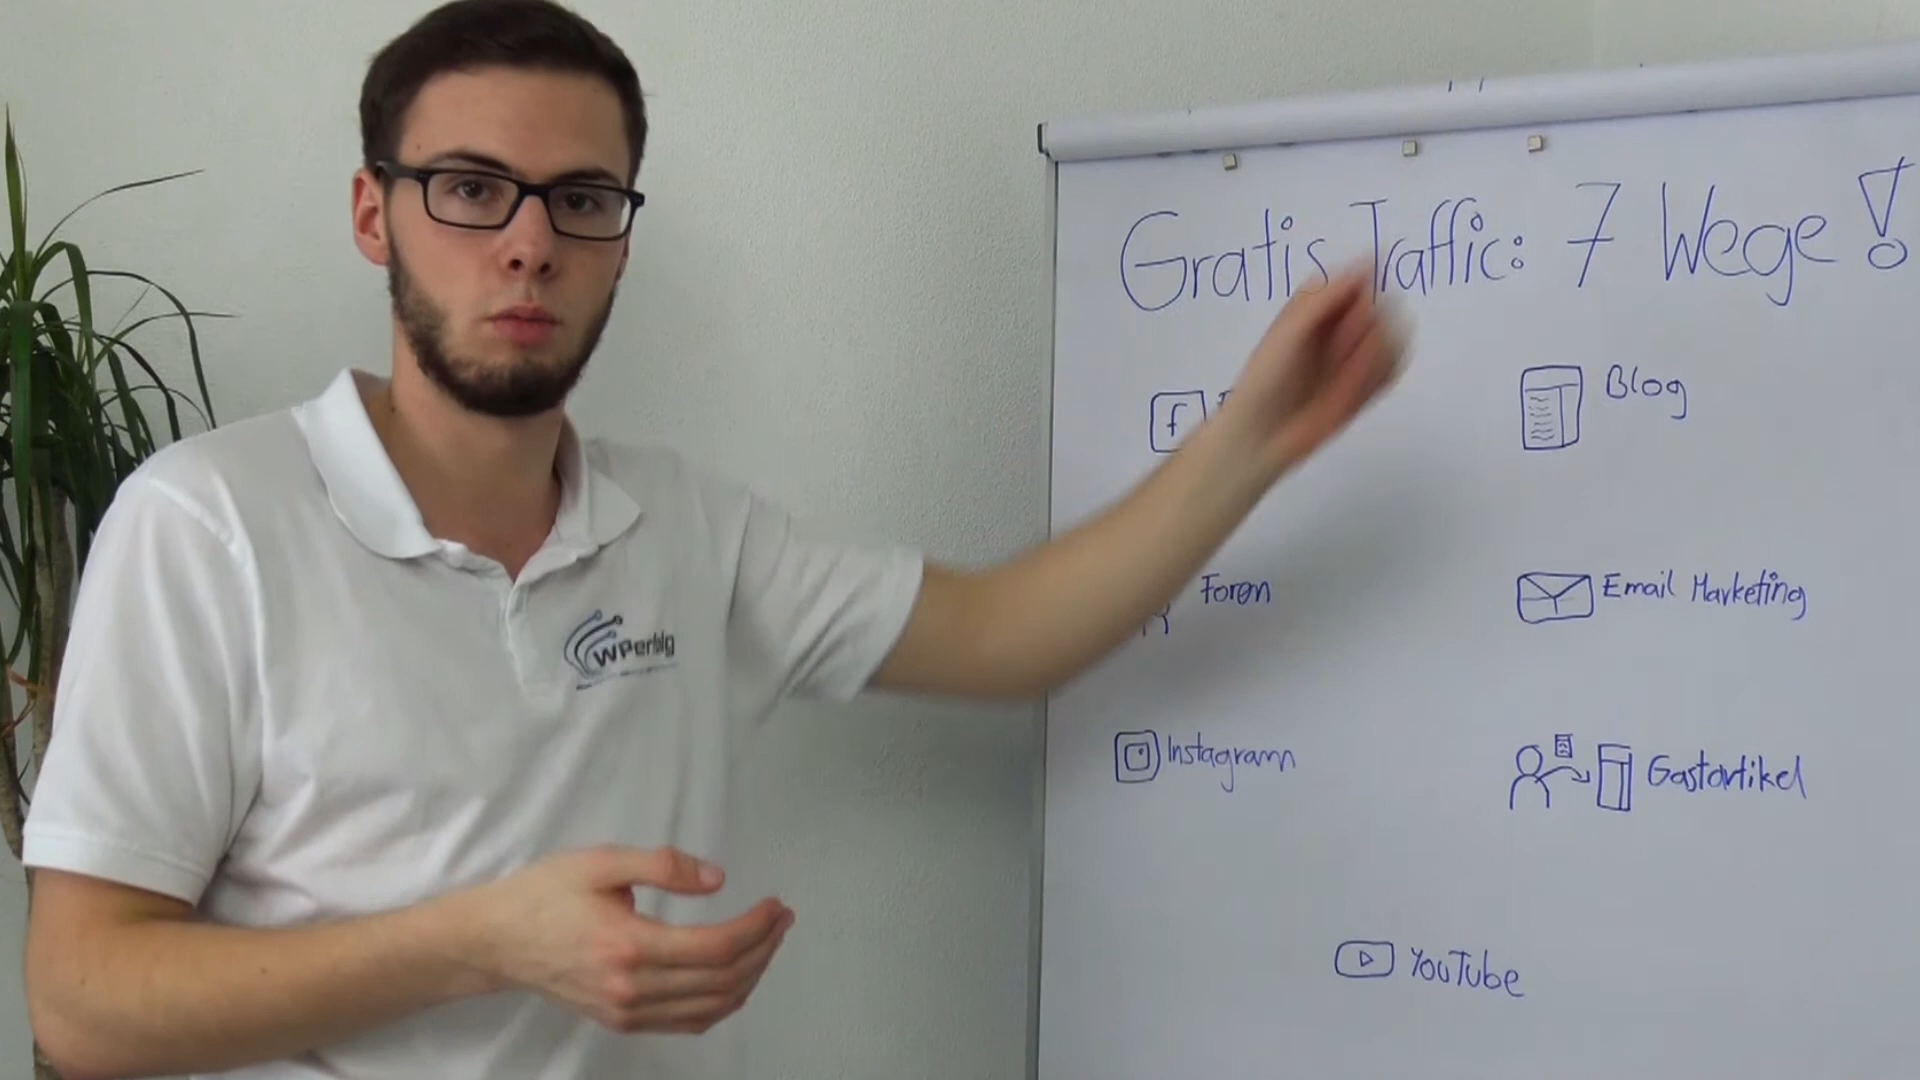 Gratis Traffic: 7 Wege!
f
Blog
Foren
Email Marketing
Instagram
Gastartikel
YouTube
WPerfolg